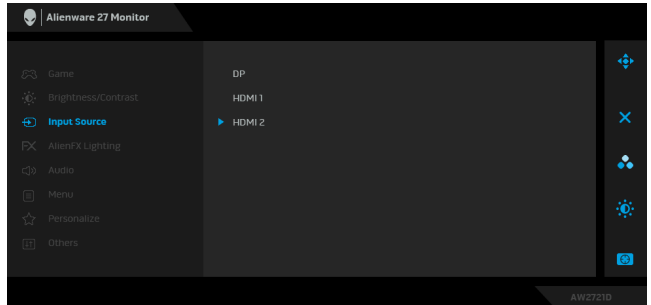 Alienware 27 Monitor
Game
Brightness/Contrast
Input Source
AlienFX Lighting
Audio
Menu
Personalize
Others
DP
HDMI 1
HDMI 2
FX
AW2721D